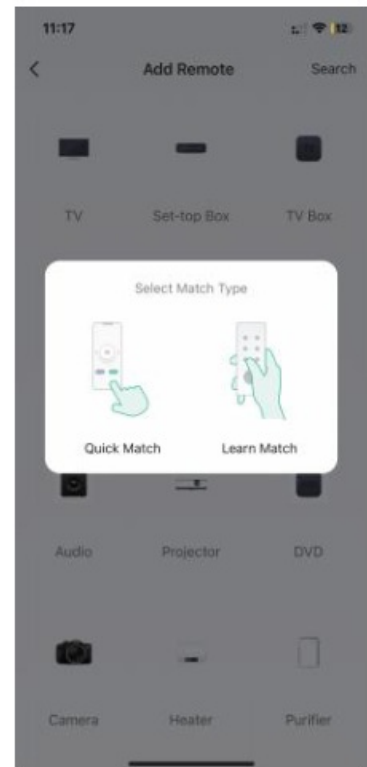 11:17 12
Add Remote Search
TV Set-top Box TV Box
Select Match Type
Quick Match Learn Match
Audio Projector DVD
Camera Heater Purifier